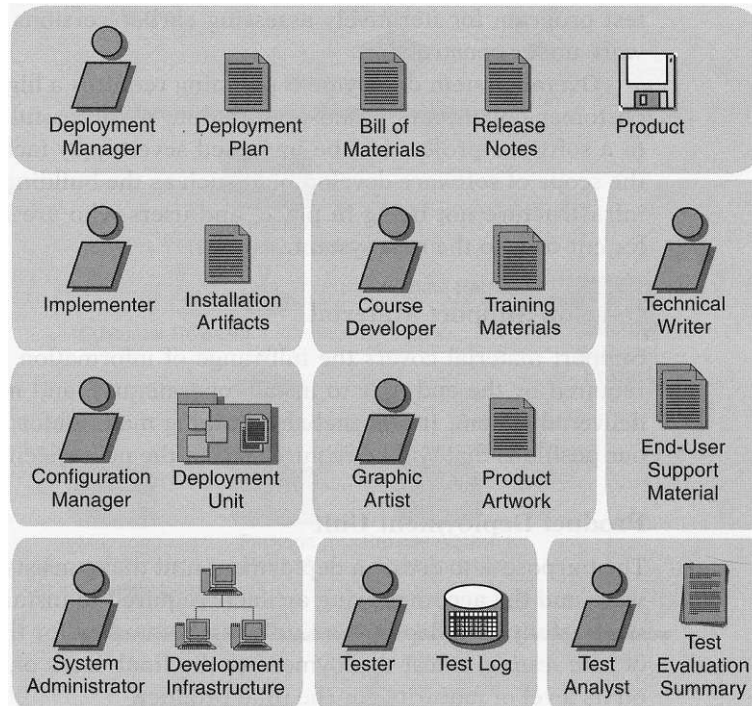 Deployment
Manager
Deployment
Plan
Bill of
Materials
Release
Notes
Product
Implementer
Installation
Artifacts
Course
Developer
Training
Materials
Technical
Writer
Configuration
Manager
Deployment
Unit
Graphic
Artist
Product
Artwork
End-User
Support
Material
System
Administrator
Development
Infrastructure
Tester
Test Log
Test
Analyst
Test
Evaluation
Summary